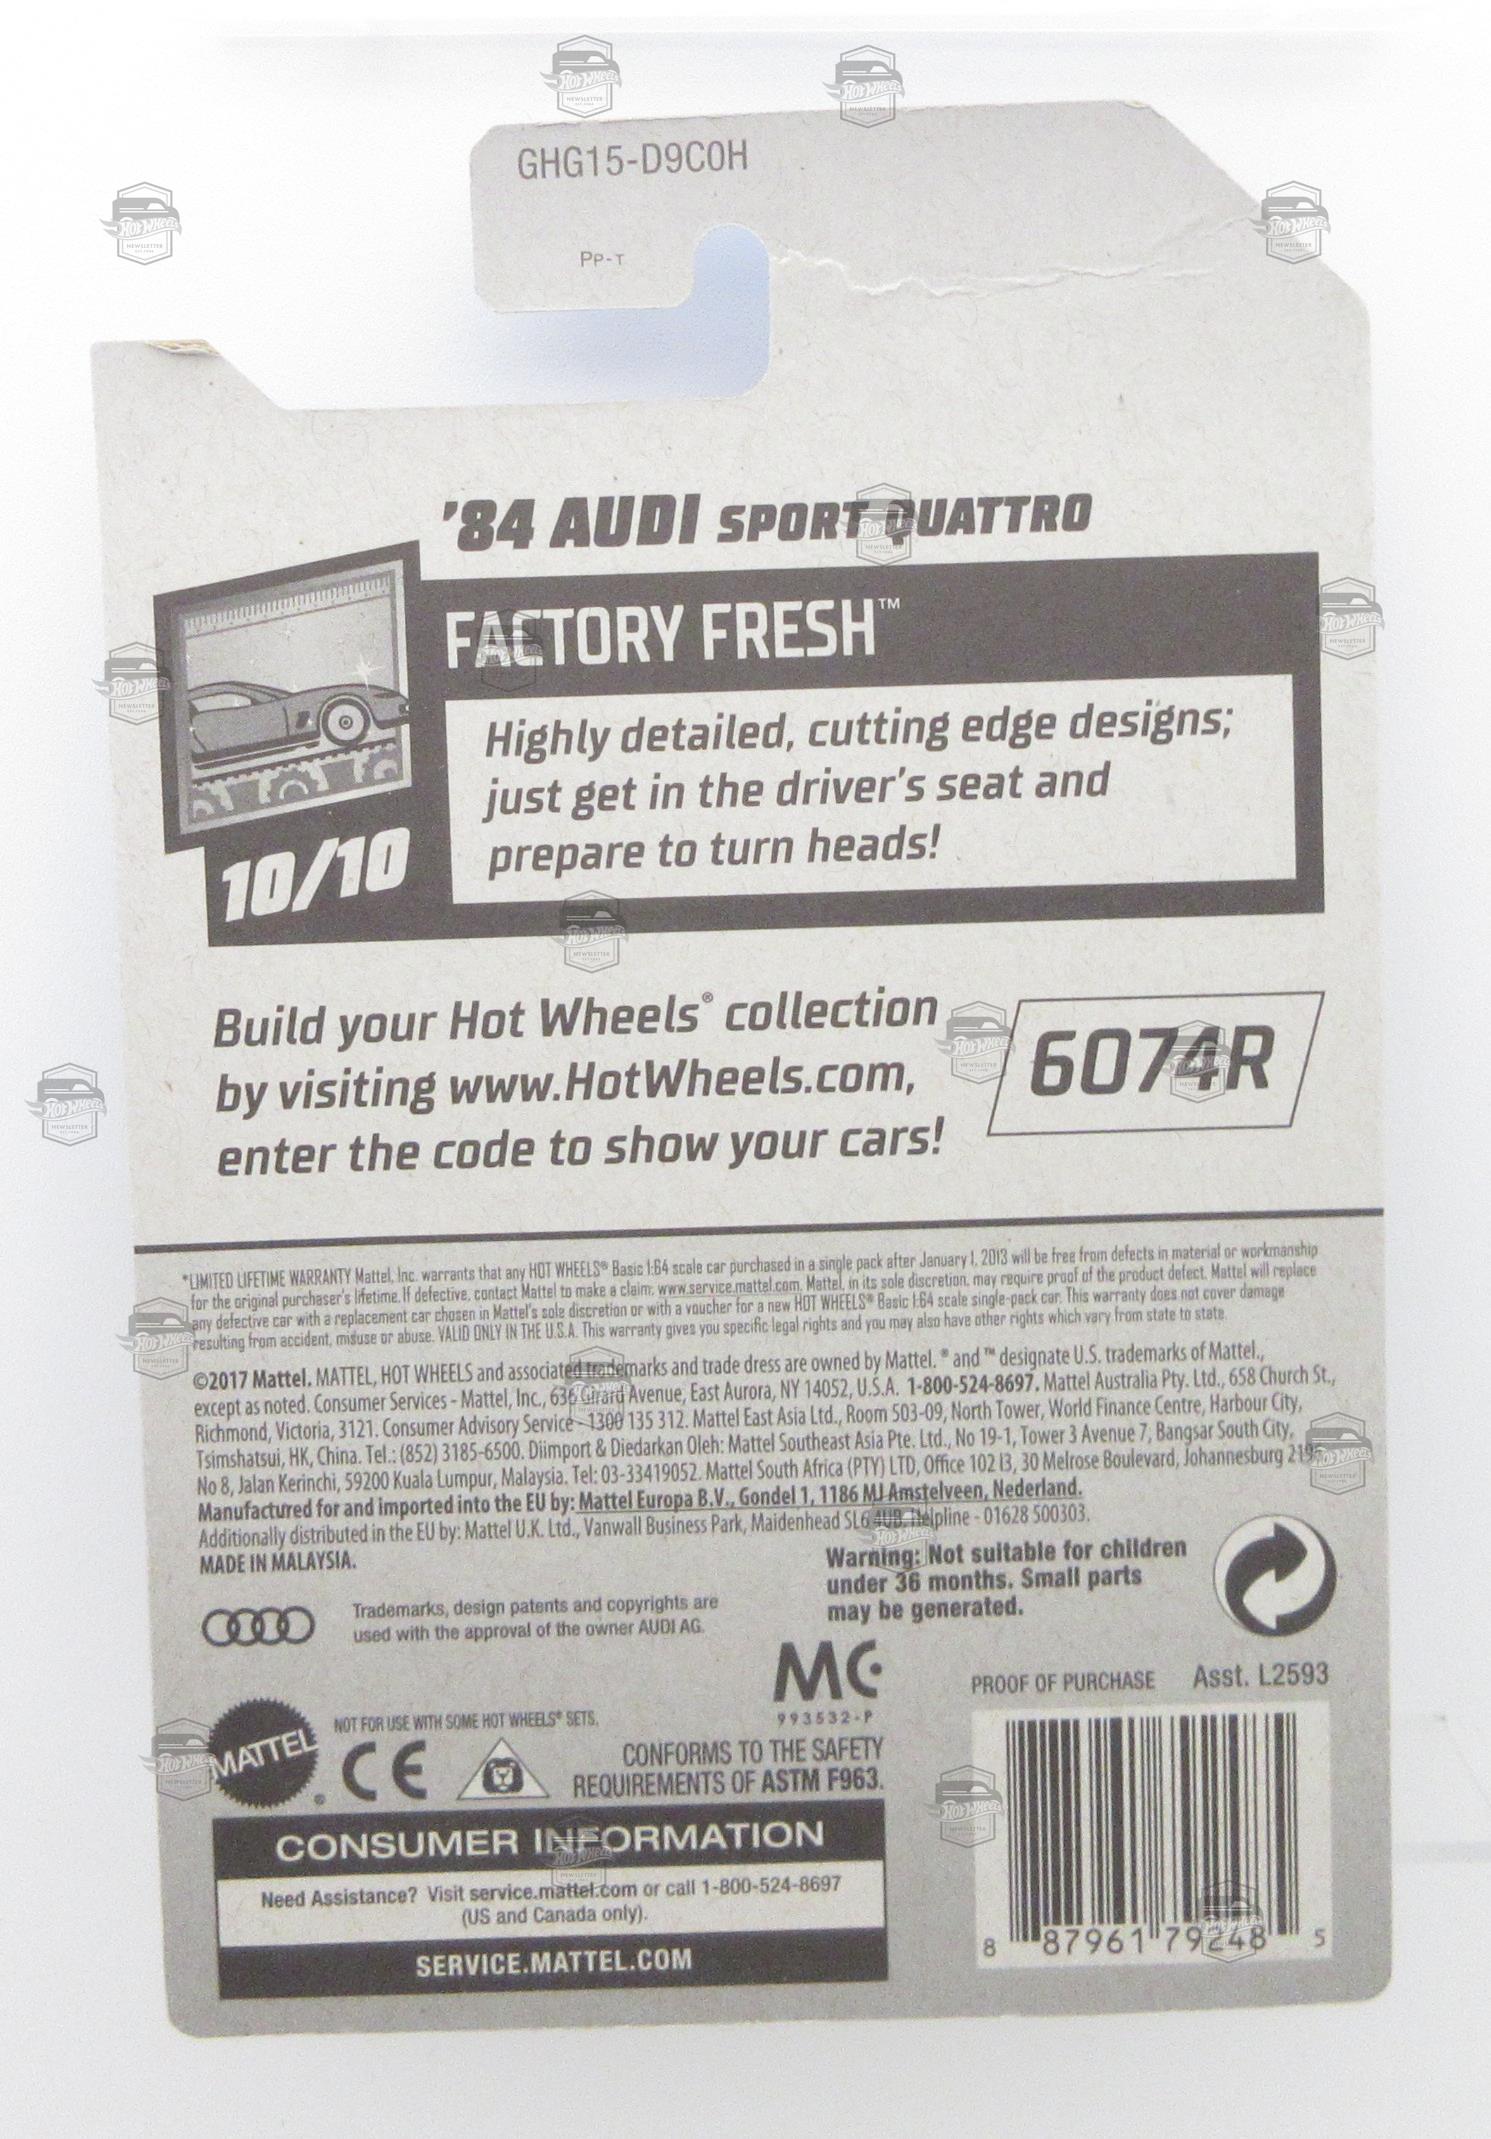 GHG15-D9C0H
PP-T
'84 AUDI SPORT QUATTRO
FACTORY FRESH™
Highly detailed, cutting edge designs;
just get in the driver's seat and
prepare to turn heads!
10/10
Build your Hot Wheels® collection
by visiting www.HotWheels.com,
enter the code to show your cars!
6074R
*LIMITED LIFETIME WARRANTY Mattel, Inc. warrants that any HOT WHEELS® Basic 1:64 scale car purchased in a single pack after January 1, 2013 will be free from defects in material or workmanship
for the original purchaser's lifetime. If defective, contact Mattel to make a claim: www.service.mattel.com. Mattel, in its sole discretion, may require proof of the product defect. Mattel will replace
any defective car with a replacement car chosen in Mattel's sole discretion or with a voucher for a new HOT WHEELS® Basic 1:64 scale single-pack car. This warranty does not cover damage
resulting from accident, misuse or abuse. VALID ONLY IN THE U.S.A. This warranty gives you specific legal rights and you may also have other rights which vary from state to state.
©2017 Mattel. MATTEL, HOT WHEELS and associated trademarks and trade dress are owned by Mattel. ® and ™ designate U.S. trademarks of Mattel.,
except as noted. Consumer Services - Mattel, Inc., 636 Girard Avenue, East Aurora, NY 14052, U.S.A. 1-800-524-8697. Mattel Australia Pty. Ltd., 658 Church St.,
Richmond, Victoria, 3121. Consumer Advisory Service - 1300 135 312. Mattel East Asia Ltd., Room 503-09, North Tower, World Finance Centre, Harbour City,
Tsimshatsui, HK, China. Tel.: (852) 3185-6500. Diimport & Diedarkan Oleh: Mattel Southeast Asia Pte. Ltd., No 19-1, Tower 3 Avenue 7, Bangsar South City,
No 8, Jalan Kerinchi, 59200 Kuala Lumpur, Malaysia. Tel: 03-33419052. Mattel South Africa (PTY) LTD, Office 102 I3, 30 Melrose Boulevard, Johannesburg
Manufactured for and imported into the EU by: Mattel Europa B.V., Gondel 1, 1186 MJ Amstelveen, Nederland.
Additionally distributed in the EU by: Mattel U.K. Ltd., Vanwall Business Park, Maidenhead SL6 4UB. Helpline - 01628 500303.
MADE IN MALAYSIA.
Warning: Not suitable for children
under 36 months. Small parts
may be generated.
Trademarks, design patents and copyrights are
used with the approval of the owner AUDI AG.
MC
993532-P
PROOF OF PURCHASE Asst. L2593
MATTEL®
NOT FOR USE WITH SOME HOT WHEELS® SETS.
CE
CONFORMS TO THE SAFETY
REQUIREMENTS OF ASTM F963.
CONSUMER INFORMATION
Need Assistance? Visit service.mattel.com or call 1-800-524-8697
(US and Canada only).
SERVICE.MATTEL.COM
8 87961 79248 5
HOT WHEELS
NEWSLETTER